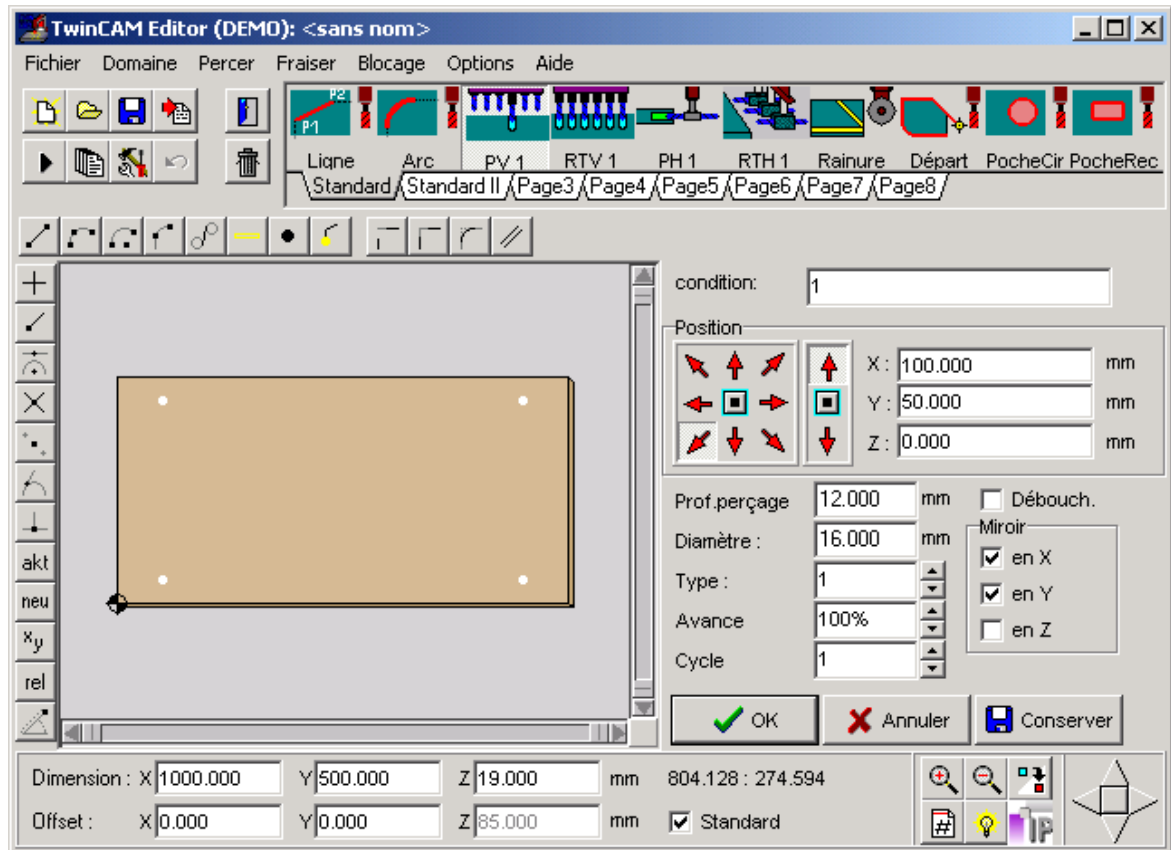 TwinCAM Editor (DEMO): <sans nom>
Fichier Domaine Percer Fraiser Blocage Options Aide
P2
P1
Ligne Arc PV 1 RTV 1 PH 1 RTH 1 Rainure Départ PocheCir PocheRec
Standard Standard II Page3 Page4 Page5 Page6 Page7 Page8
condition: 1
Position
X : 100.000 mm
Y : 50.000 mm
Z : 0.000 mm
Prof.perçage 12.000 mm Débouch.
Diamètre : 16.000 mm
Miroir
en X
en Y
en Z
Type : 1
Avance 100%
Cycle 1
akt
neu
xy
rel
OK Annuler Conserver
Dimension : X 1000.000 Y 500.000 Z 19.000 mm 804.128 : 274.594
Offset : X 0.000 Y 0.000 Z 85.000 mm Standard
#
IP